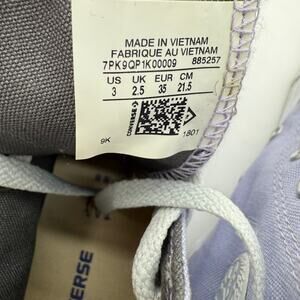 MADE IN VIETNAM
FABRIQUE AU VIETNAM
7PK9QP1K00009 885257
US UK EUR CM
3 2.5 35 21.5
9K 1801
CONVERSE
ERSE